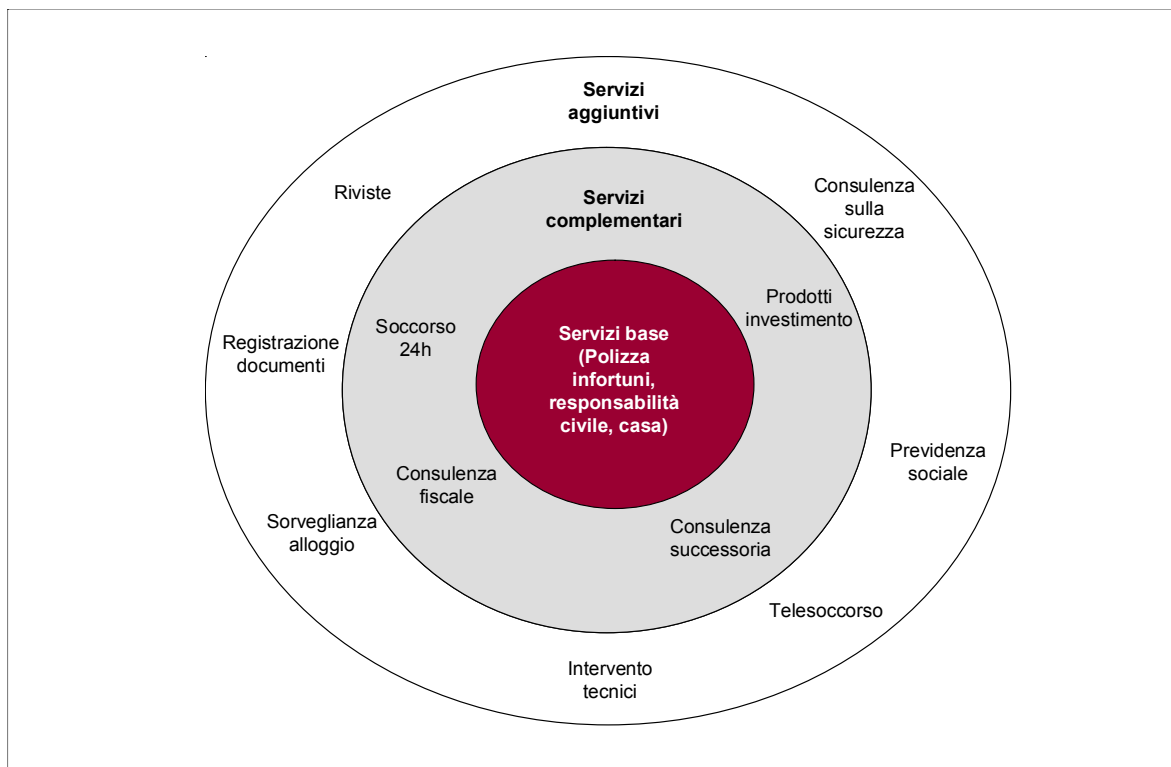 Servizi
aggiuntivi
Riviste
Consulenza
sulla
sicurezza
Servizi
complementari
Prodotti
investimento
Soccorso
24h
Registrazione
documenti
Servizi base
(Polizza
infortuni,
responsabilità
civile, casa)
Consulenza
fiscale
Previdenza
sociale
Sorveglianza
alloggio
Consulenza
successoria
Telesoccorso
Intervento
tecnici